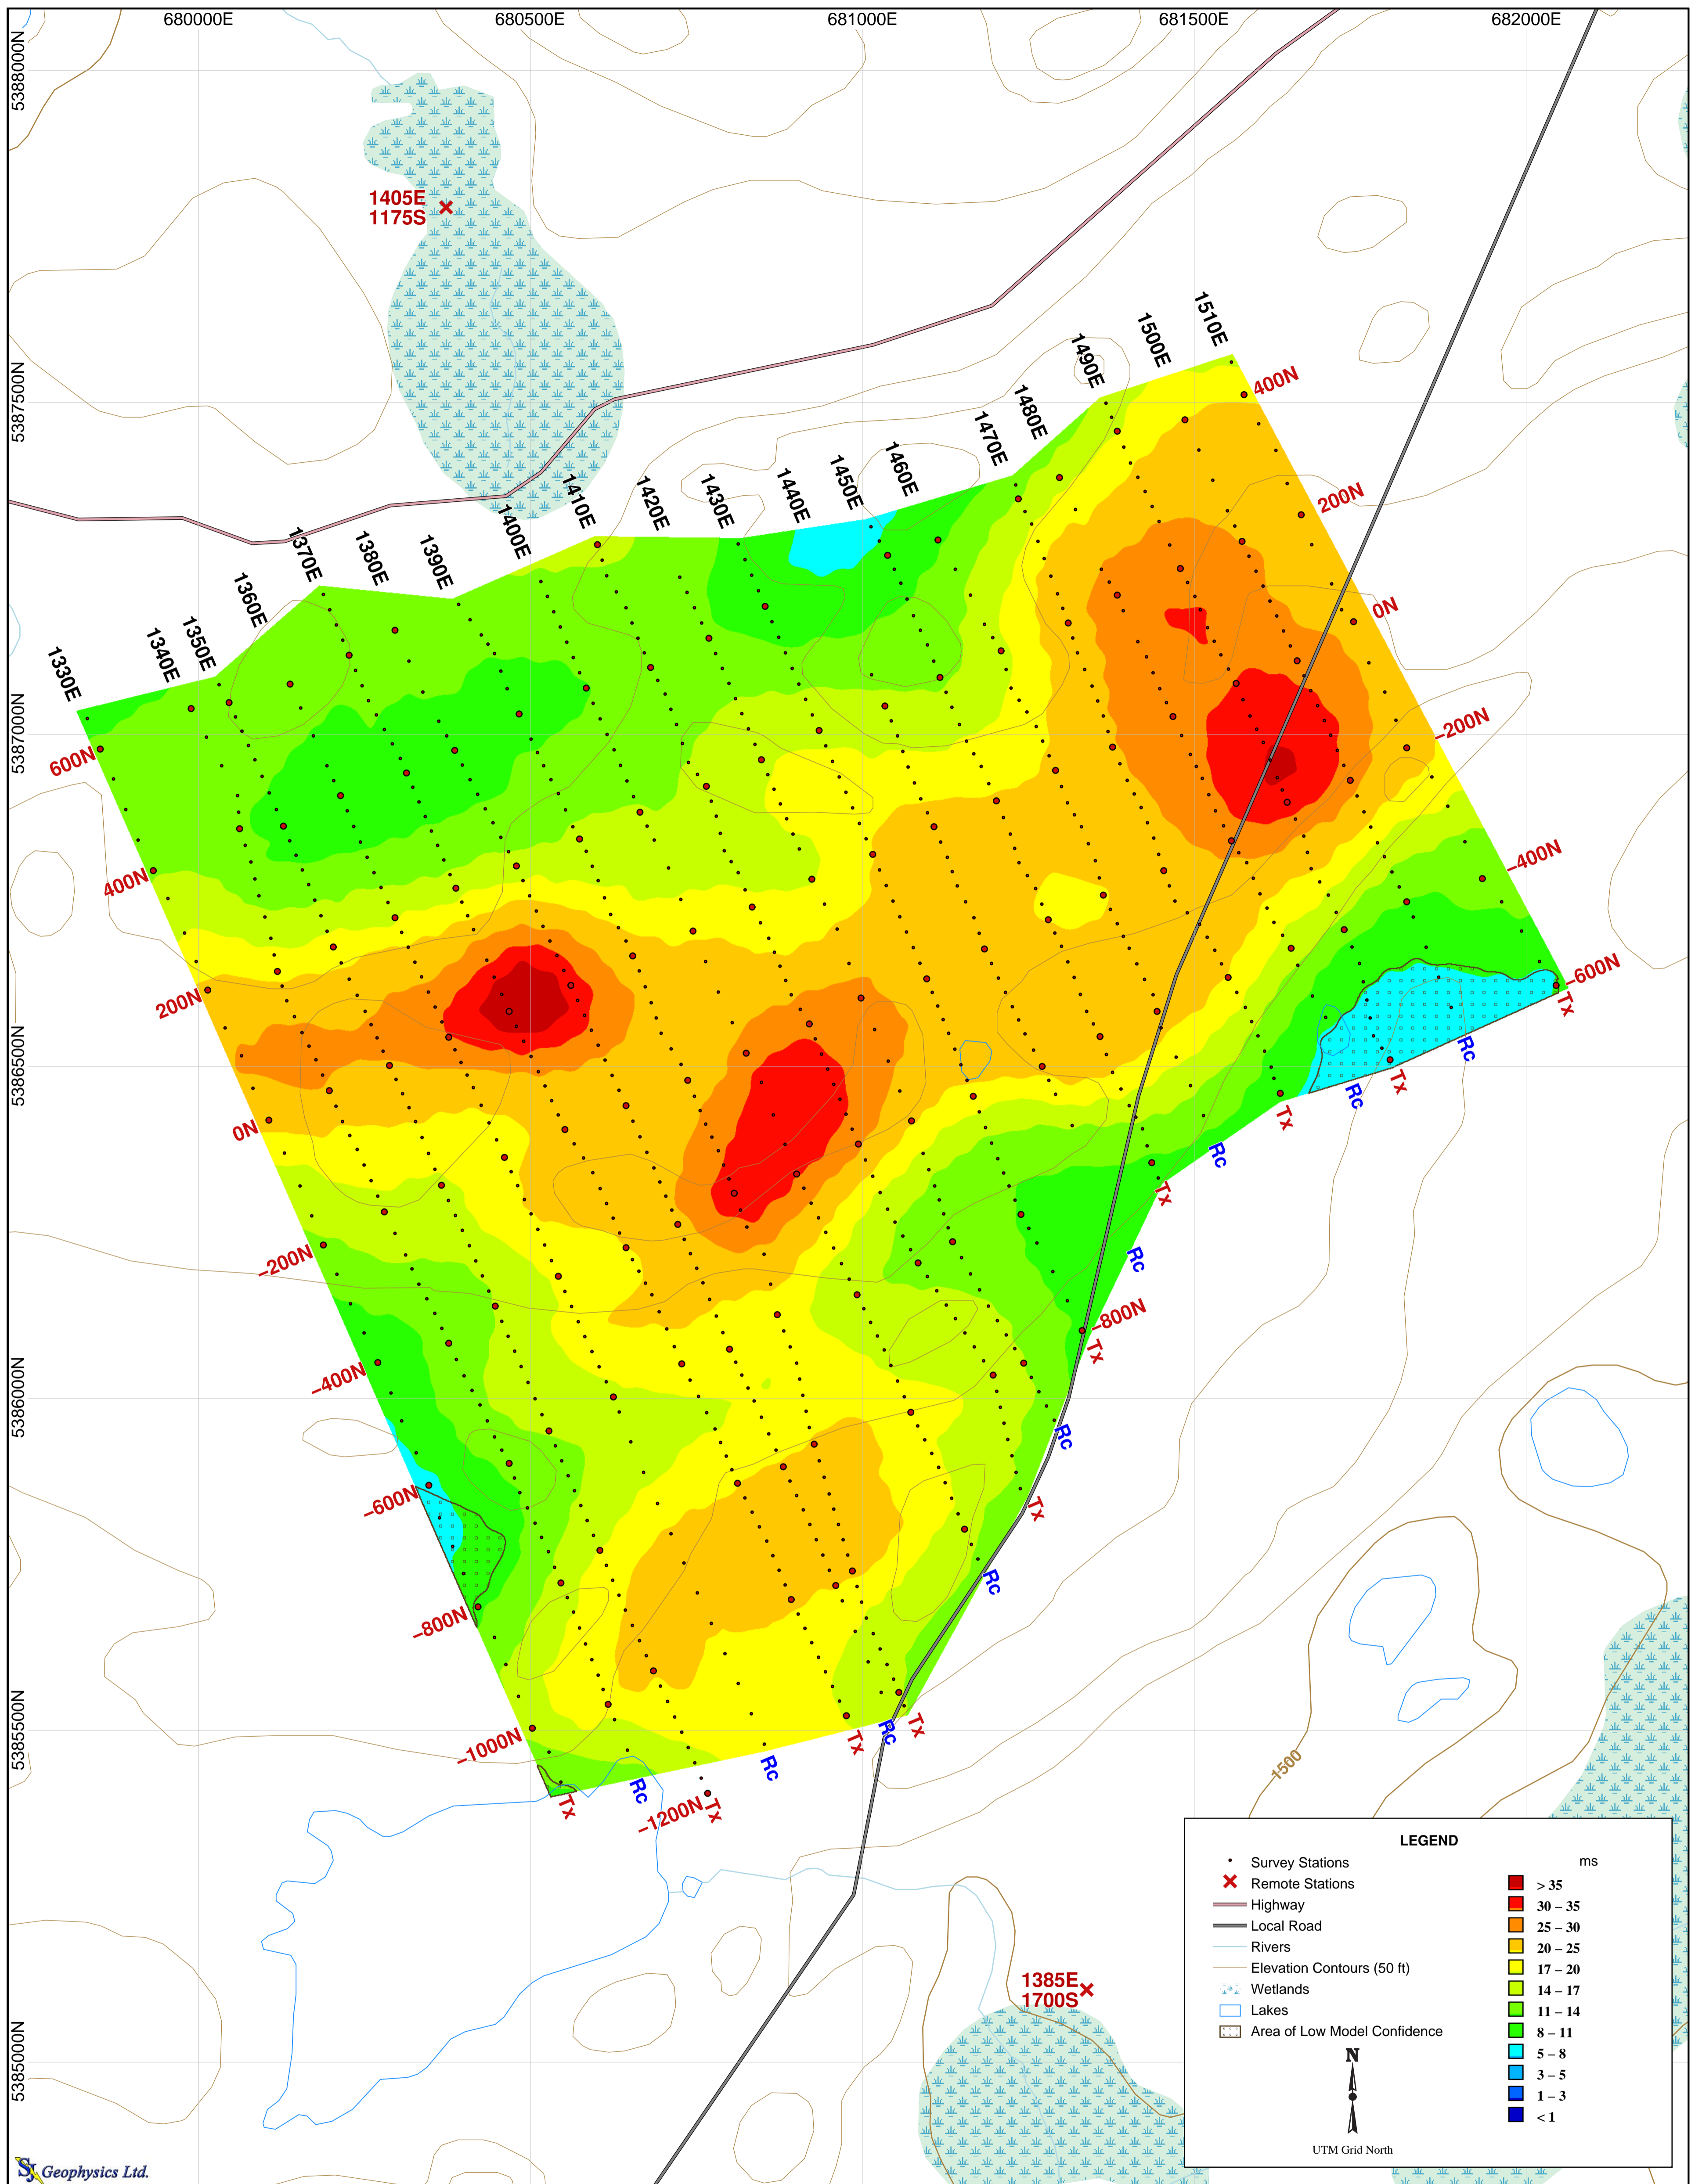 680000E 680500E 681000E 681500E 682000E
5388000N
5387500N
5387000N
5386500N
5386000N
5385500N
5385000N
1405E
1175S
1330E
1340E
1350E
1360E
1370E
1380E
1390E
1400E
1410E
1420E
1430E
1440E
1450E
1460E
1470E
1480E
1490E
1500E
1510E
400N
200N
0N
–200N
–400N
–600N
Tx
Rc
Tx
Rc
Tx
Rc
Tx
Rc
–800N
Tx
Rc
Tx
Rc
Tx
Rc
Tx
Rc
Tx
–1200N
Rc
Tx
600N
400N
200N
0N
–200N
–400N
–600N
–800N
–1000N
1500
1385E
1700S
LEGEND
Survey Stations
Remote Stations
Highway
Local Road
Rivers
Elevation Contours (50 ft)
Wetlands
Lakes
Area of Low Model Confidence
ms
> 35
30 – 35
25 – 30
20 – 25
17 – 20
14 – 17
11 – 14
8 – 11
5 – 8
3 – 5
1 – 3
< 1
N
UTM Grid North
SJ Geophysics Ltd.